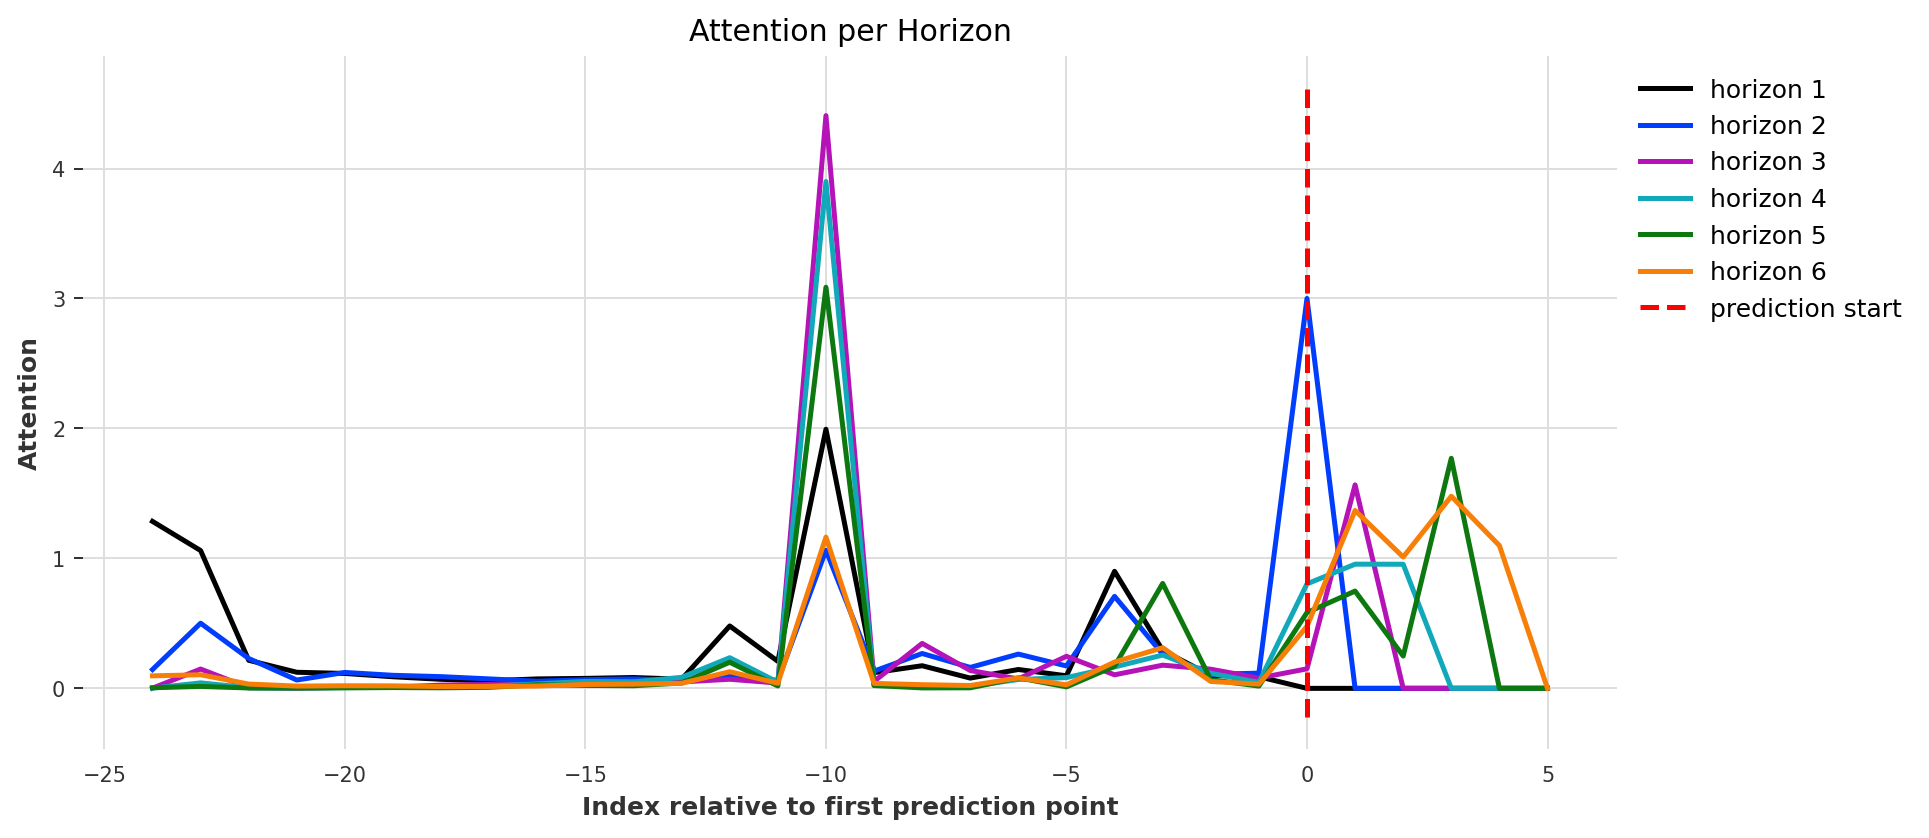 Attention per Horizon
horizon 1
horizon 2
horizon 3
horizon 4
horizon 5
horizon 6
prediction start
Attention
4
3
2
1
0
−25
−20
−15
−10
−5
0
5
Index relative to first prediction point